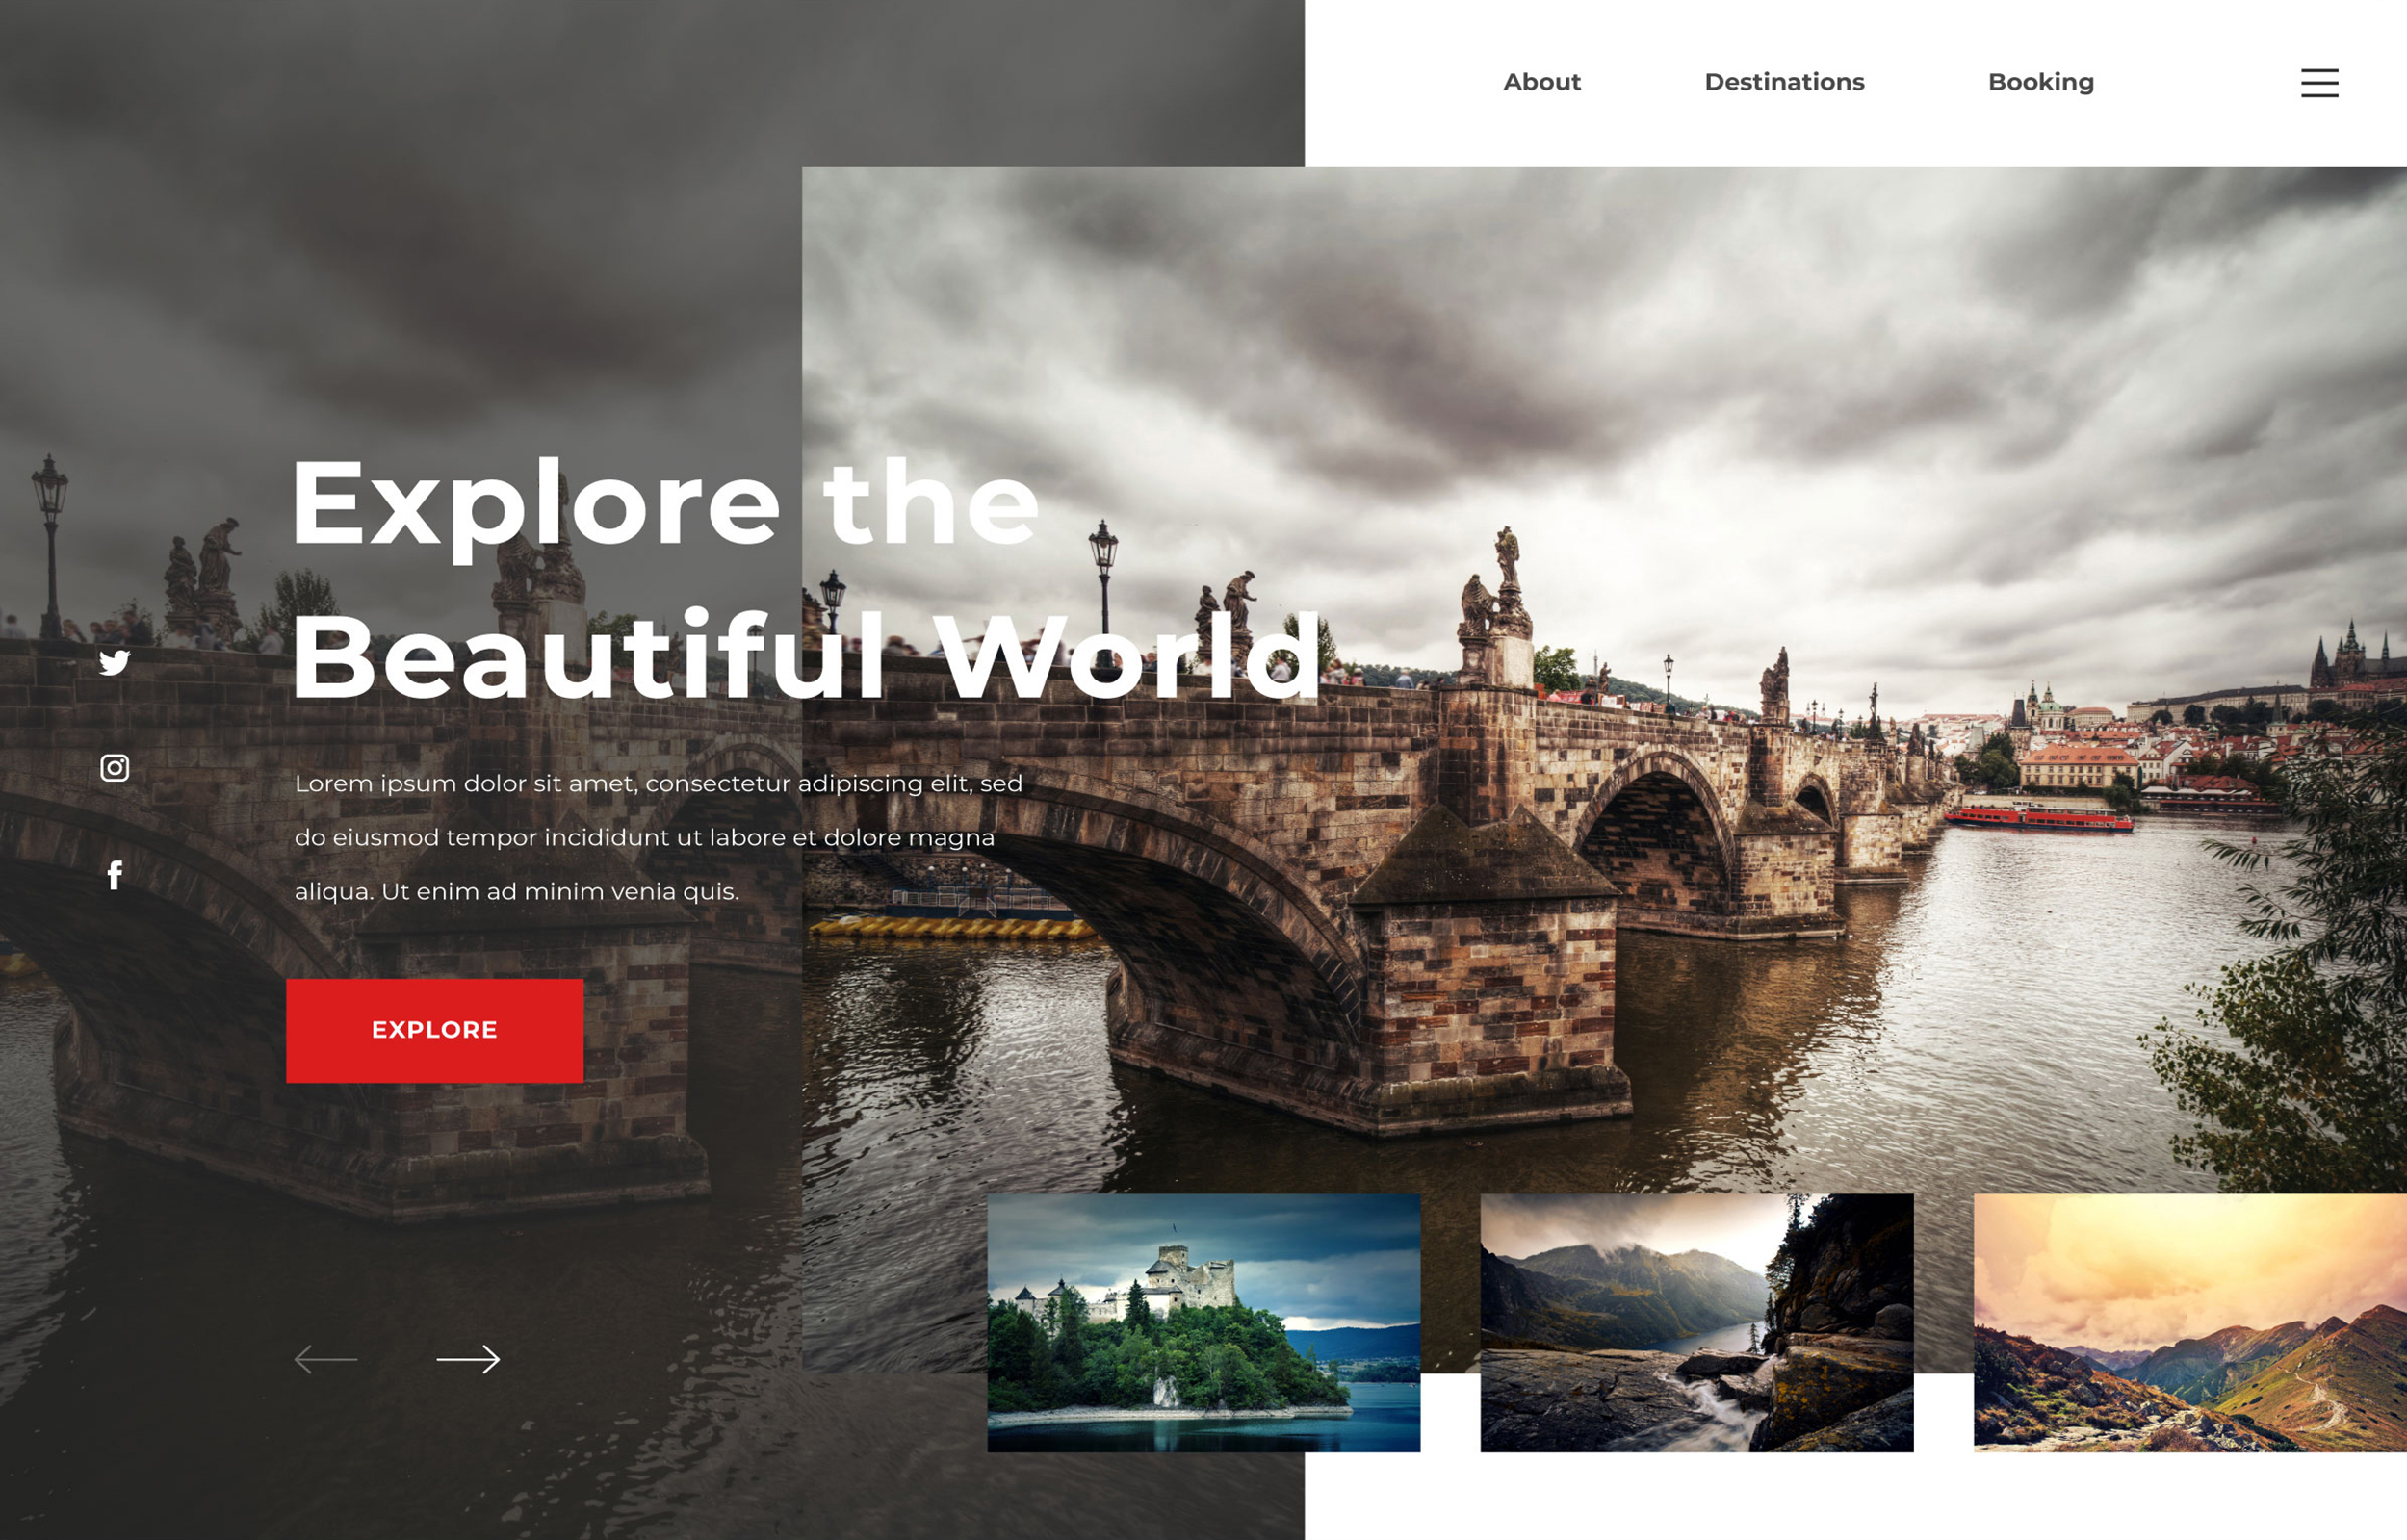 About
Destinations
Booking
Explore the
Beautiful World
Lorem ipsum dolor sit amet, consectetur adipiscing elit, sed
do eiusmod tempor incididunt ut labore et dolore magna
aliqua. Ut enim ad minim venia quis.
EXPLORE